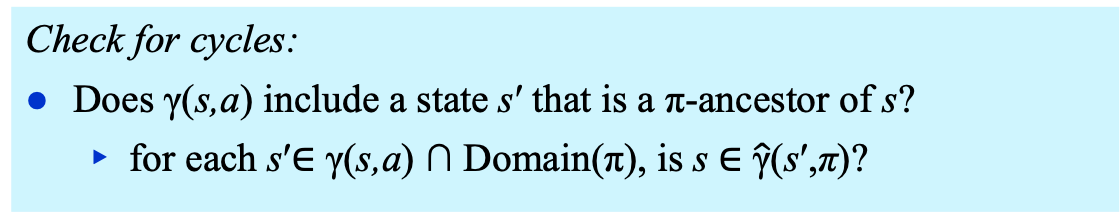 Check for cycles:
● Does γ(s,a) include a state s′ that is a π-ancestor of s?
▸ for each s′∈ γ(s,a) ∩ Domain(π), is s ∈ γ̂(s′,π)?